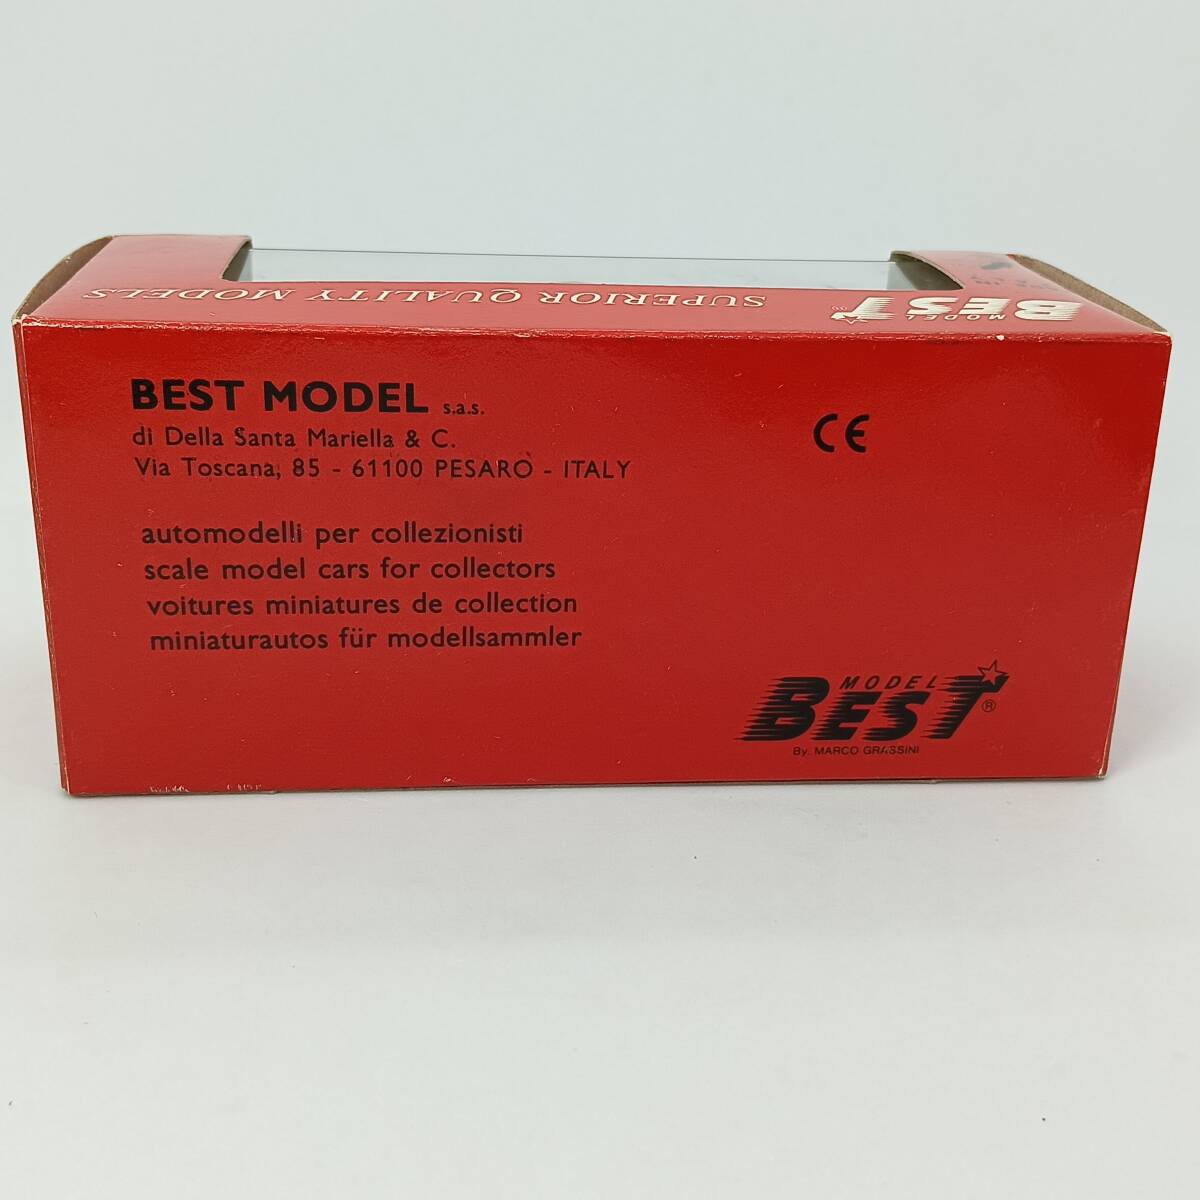 SUPERIOR QUALITY MODELS
MODEL
BEST
BEST MODEL s.a.s.
di Della Santa Mariella & C.
Via Toscana, 85 - 61100 PESARO - ITALY
CE
automodelli per collezionisti
scale model cars for collectors
voitures miniatures de collection
miniaturautos für modellsammler
MODEL
BEST ®
By. MARCO GRASSINI